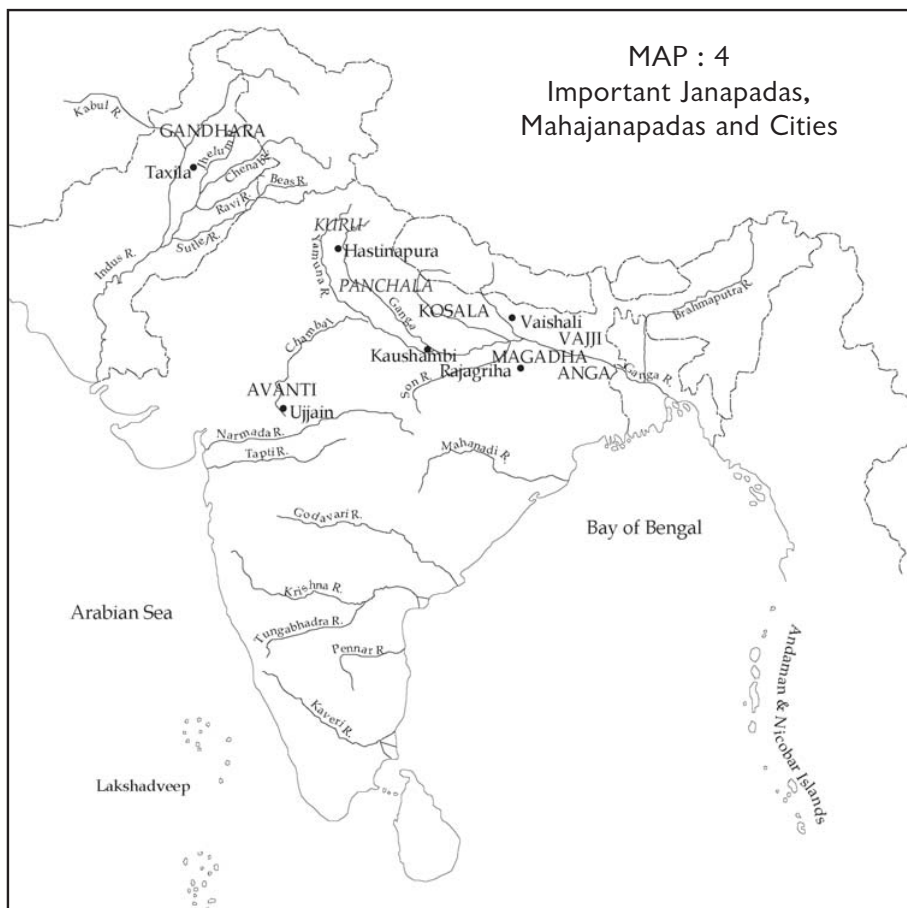 MAP : 4
Important Janapadas,
Mahajanapadas and Cities
Kabul R.
GANDHARA
Taxila
Jhelum R.
Chenab R.
Beas R.
Ravi R.
Sutlej R.
Indus R.
KURU
Hastinapura
Yamuna R.
PANCHALA
Ganga
KOSALA
Vaishali
VAJJI
Brahmaputra R.
Chambal
Kaushambi
MAGADHA
Rajagriha
ANGA
Ganga R.
Son R.
AVANTI
Ujjain
Narmada R.
Tapti R.
Mahanadi R.
Godavari R.
Bay of Bengal
Krishna R.
Arabian Sea
Tungabhadra R.
Pennar R.
Kaveri R.
Andaman & Nicobar Islands
Lakshadveep